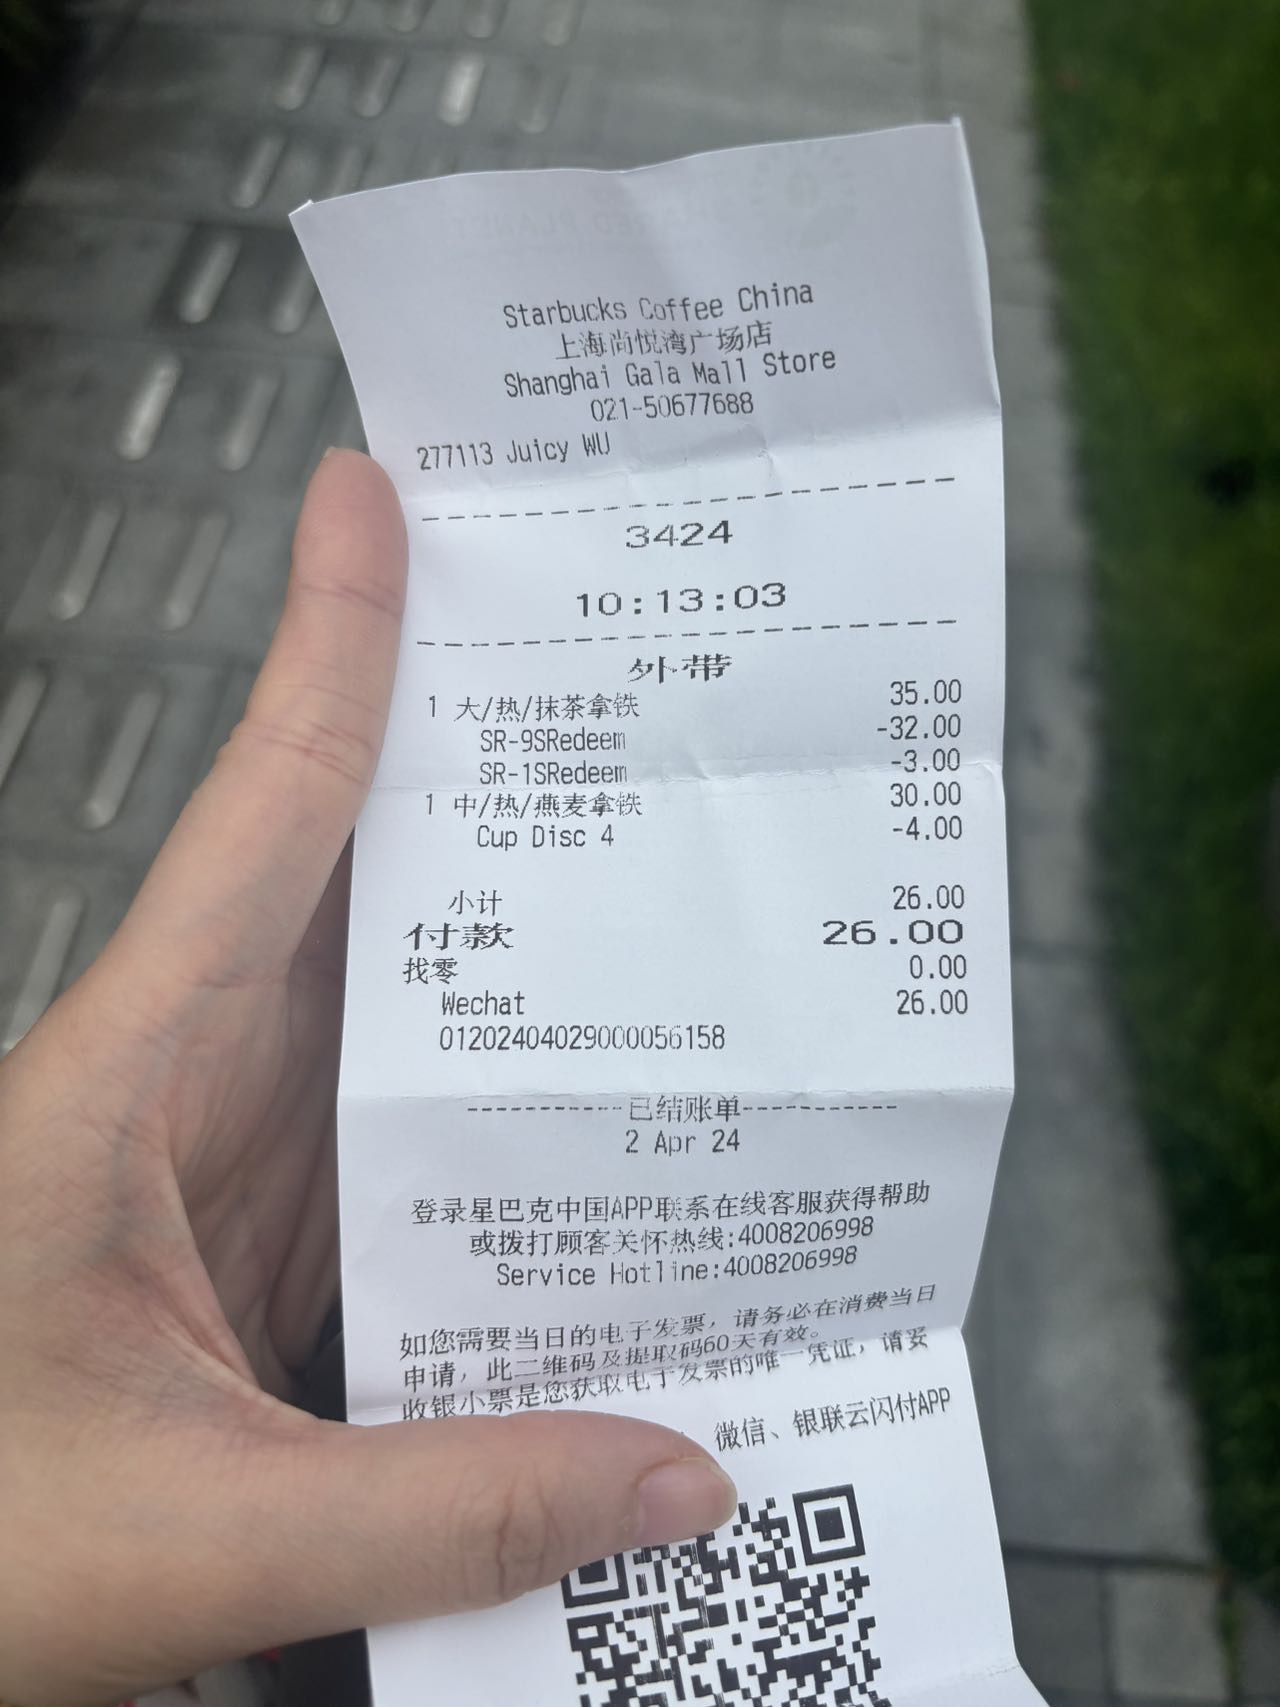 Starbucks Coffee China
上海尚悦湾广场店
Shanghai Gala Mall Store
021-50677688
277113 Juicy WU
3424
10:13:03
外带
1 大/热/抹茶拿铁 35.00
SR-9SRedeem -32.00
SR-1SRedeem -3.00
1 中/热/燕麦拿铁 30.00
Cup Disc 4 -4.00
小计 26.00
付款 26.00
找零 0.00
Wechat 26.00
01202404029000056158
-----------已结账单-----------
2 Apr 24
登录星巴克中国APP联系在线客服获得帮助
或拨打顾客关怀热线:4008206998
Service Hotline:4008206998
如您需要当日的电子发票，请务必在消费当日
申请，此二维码及提取码60天有效。
收银小票是您获取电子发票的唯一凭证，请妥
微信、银联云闪付APP